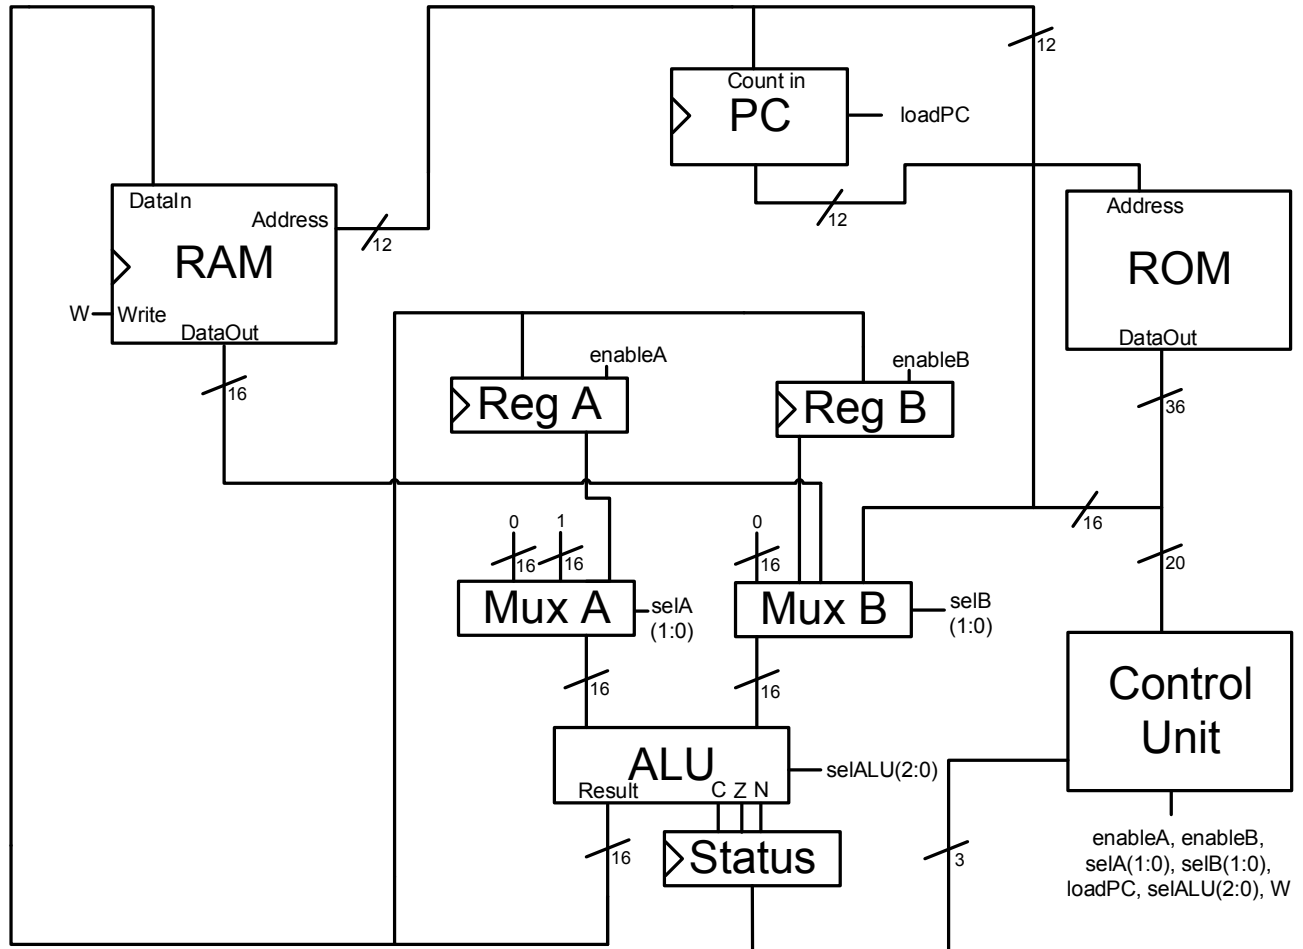 12
Count in
PC
loadPC
DataIn
Address
RAM
12
12
Address
ROM
W
Write
DataOut
DataOut
enableA
enableB
16
Reg A
Reg B
36
0
1
0
16
16
16
16
16
20
Mux A
selA
(1:0)
Mux B
selB
(1:0)
16
16
Control
Unit
ALU
selALU(2:0)
Result
C
Z
N
16
Status
3
enableA, enableB,
selA(1:0), selB(1:0),
loadPC, selALU(2:0), W